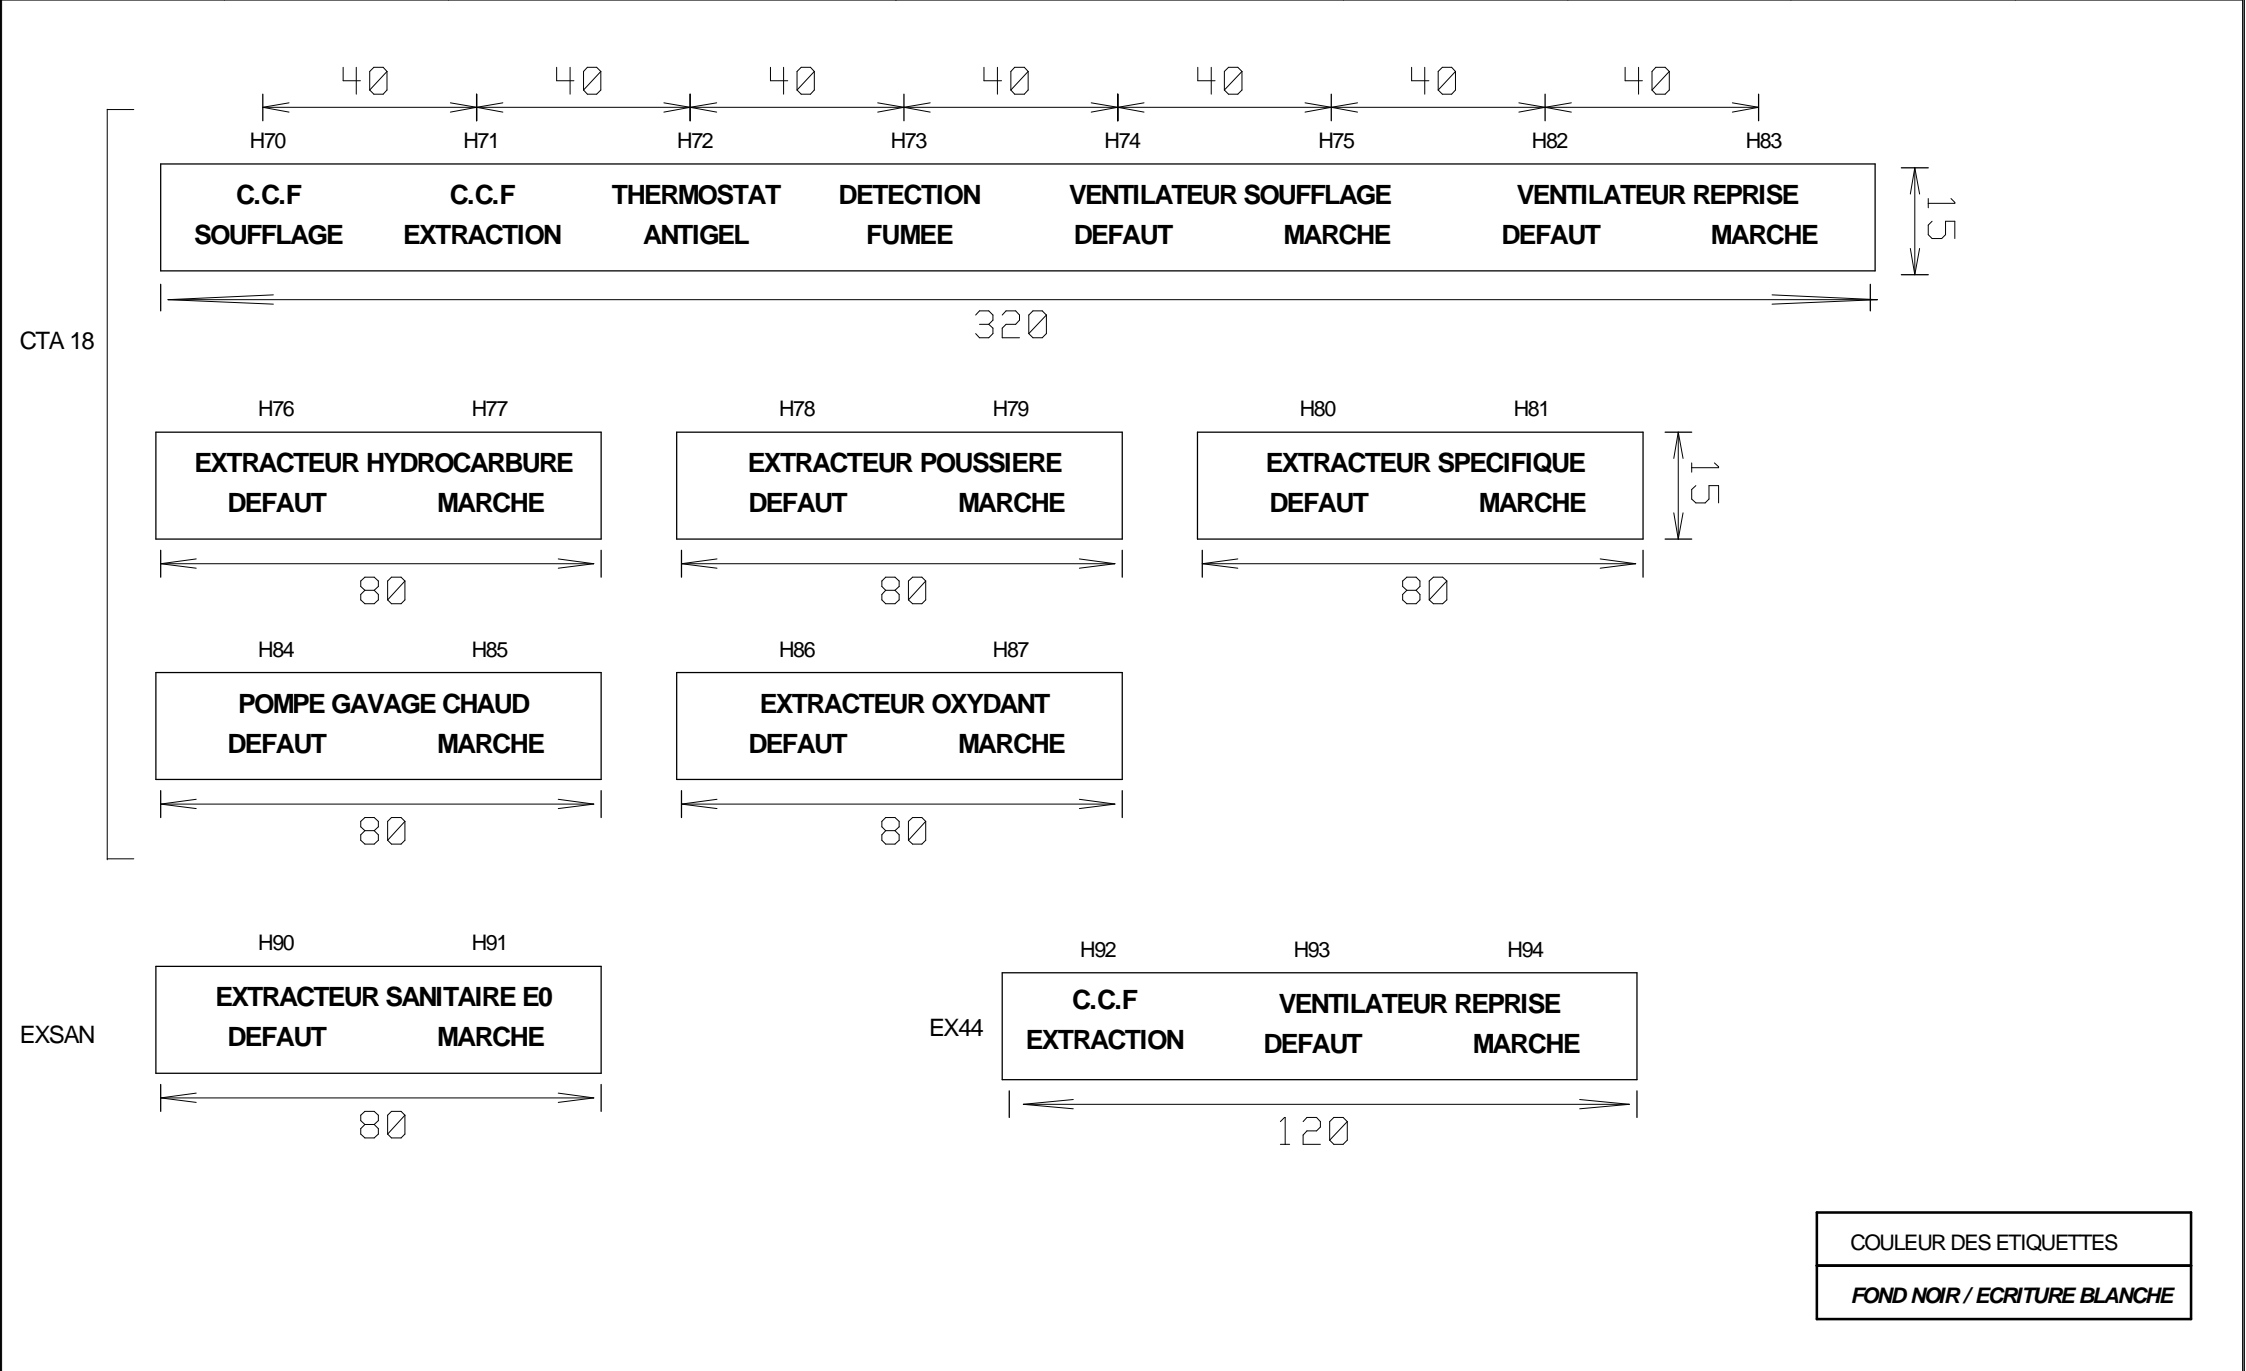 40 40 40 40 40 40 40
H70 H71 H72 H73 H74 H75 H82 H83
C.C.F C.C.F THERMOSTAT DETECTION VENTILATEUR SOUFFLAGE VENTILATEUR REPRISE
SOUFFLAGE EXTRACTION ANTIGEL FUMEE DEFAUT MARCHE DEFAUT MARCHE
15
320
CTA 18
H76 H77 H78 H79 H80 H81
EXTRACTEUR HYDROCARBURE EXTRACTEUR POUSSIERE EXTRACTEUR SPECIFIQUE
DEFAUT MARCHE DEFAUT MARCHE DEFAUT MARCHE
15
80 80 80
H84 H85 H86 H87
POMPE GAVAGE CHAUD EXTRACTEUR OXYDANT
DEFAUT MARCHE DEFAUT MARCHE
80 80
H90 H91
EXTRACTEUR SANITAIRE E0
EXSAN DEFAUT MARCHE
80
H92 H93 H94
C.C.F VENTILATEUR REPRISE
EX44
EXTRACTION DEFAUT MARCHE
120
COULEUR DES ETIQUETTES
FOND NOIR / ECRITURE BLANCHE